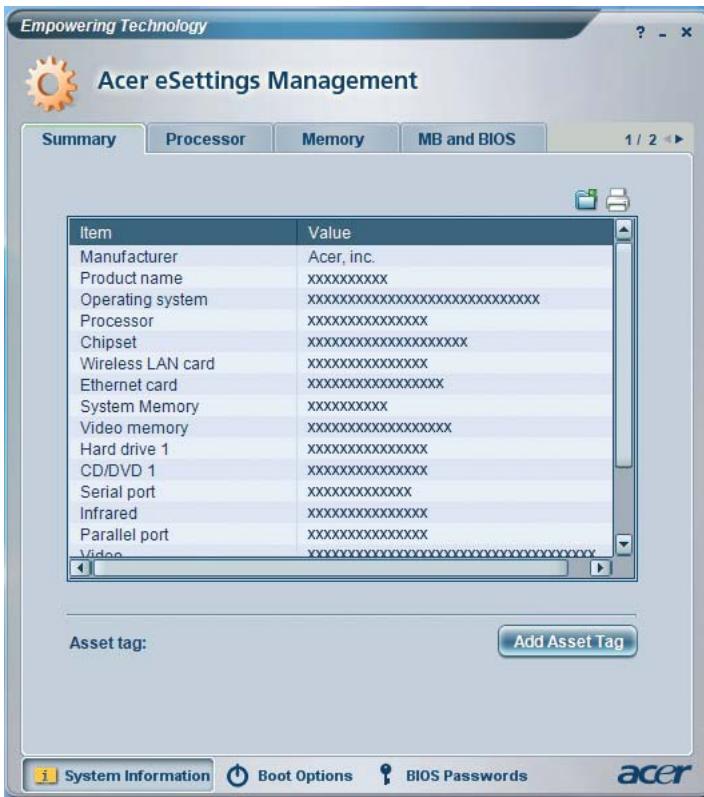 Empowering Technology
? - x
Acer eSettings Management
Summary Processor Memory MB and BIOS 1 / 2
Item Value
Manufacturer Acer, inc.
Product name xxxxxxxxxx
Operating system xxxxxxxxxxxxxxxxxxxxxxxxxxxxx
Processor xxxxxxxxxxxxxxx
Chipset xxxxxxxxxxxxxxxxxxxx
Wireless LAN card xxxxxxxxxxxxxxx
Ethernet card xxxxxxxxxxxxxxxxx
System Memory xxxxxxxxxx
Video memory xxxxxxxxxxxxxxxxxx
Hard drive 1 xxxxxxxxxxxxxxx
CD/DVD 1 xxxxxxxxxxxxxxx
Serial port xxxxxxxxxxxxx
Infrared xxxxxxxxxxxxxxx
Parallel port xxxxxxxxxxxxxxx
Video xxxxxxxxxxxxxxxxxxxxxxxxxxxxxxxxxxxx
Asset tag: Add Asset Tag
System Information Boot Options BIOS Passwords acer